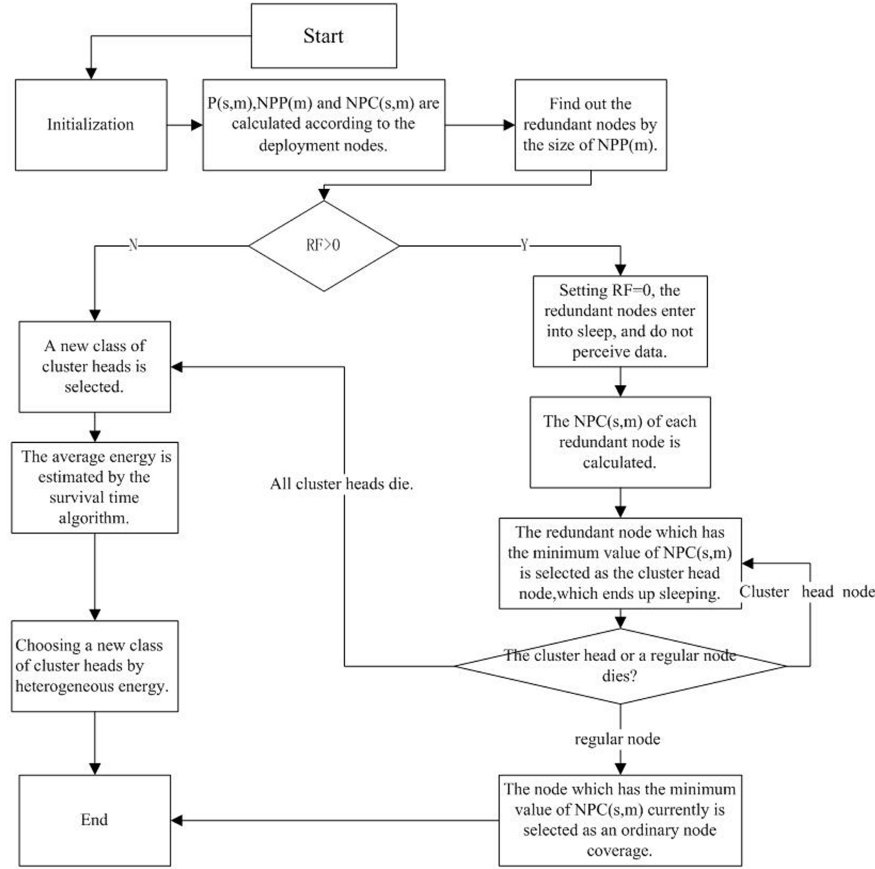 Start
Initialization
P(s,m),NPP(m) and NPC(s,m) are
calculated according to the
deployment nodes.
Find out the
redundant nodes by
the size of NPP(m).
RF>0
N
Y
Setting RF=0, the
redundant nodes enter
into sleep, and do not
perceive data.
A new class of
cluster heads is
selected.
The NPC(s,m) of each
redundant node is
calculated.
The average energy is
estimated by the
survival time
algorithm.
All cluster heads die.
The redundant node which has
the minimum value of NPC(s,m)
is selected as the cluster head
node,which ends up sleeping.
Cluster head node
Choosing a new class
of cluster heads by
heterogeneous energy.
The cluster head or a regular node
dies?
regular node
End
The node which has the minimum
value of NPC(s,m) currently is
selected as an ordinary node
coverage.